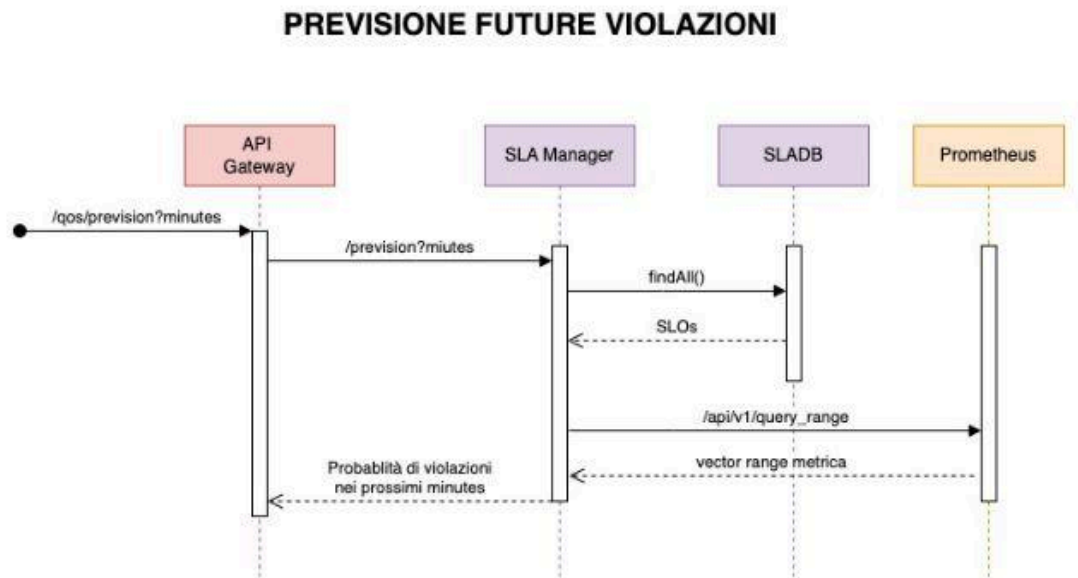 PREVISIONE FUTURE VIOLAZIONI
API
Gateway
SLA Manager
SLADB
Prometheus
/qos/prevision?minutes
/prevision?miutes
findAll()
SLOs
/api/v1/query_range
vector range metrica
Probablità di violazioni
nei prossimi minutes